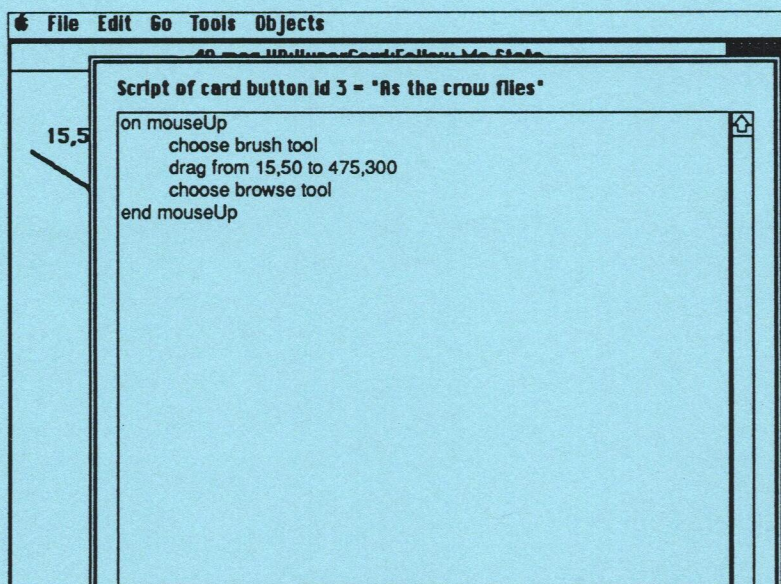 File Edit Go Tools Objects
Script of card button id 3 = "As the crow flies"
15,5
on mouseUp
choose brush tool
drag from 15,50 to 475,300
choose browse tool
end mouseUp